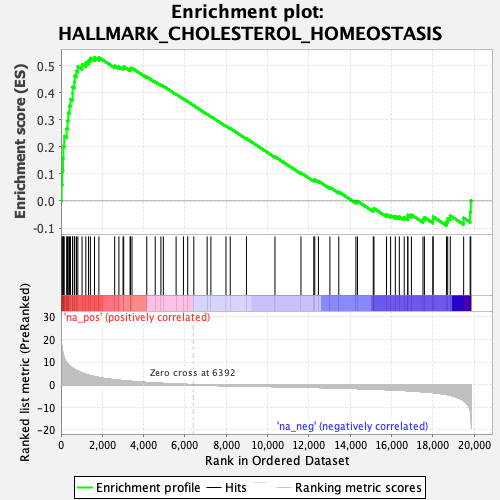 Enrichment plot:
HALLMARK_CHOLESTEROL_HOMEOSTASIS
Enrichment score (ES)
0.5
0.4
0.3
0.2
0.1
0.0
-0.1
'na_pos' (positively correlated)
Ranked list metric (PreRanked)
30
20
10
0
-10
-20
Zero cross at 6392
'na_neg' (negatively correlated)
0
2,000
4,000
6,000
8,000
10,000
12,000
14,000
16,000
18,000
20,000
Rank in Ordered Dataset
Enrichment profile
Hits
Ranking metric scores